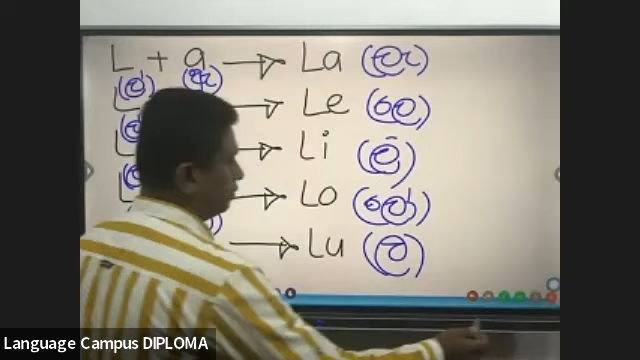 L + a → La (ලා)
(ල්)
L → Le (ලෙ)
L → Li (ලි)
L → Lo
→ Lu (ලු)
Language Campus DIPLOMA